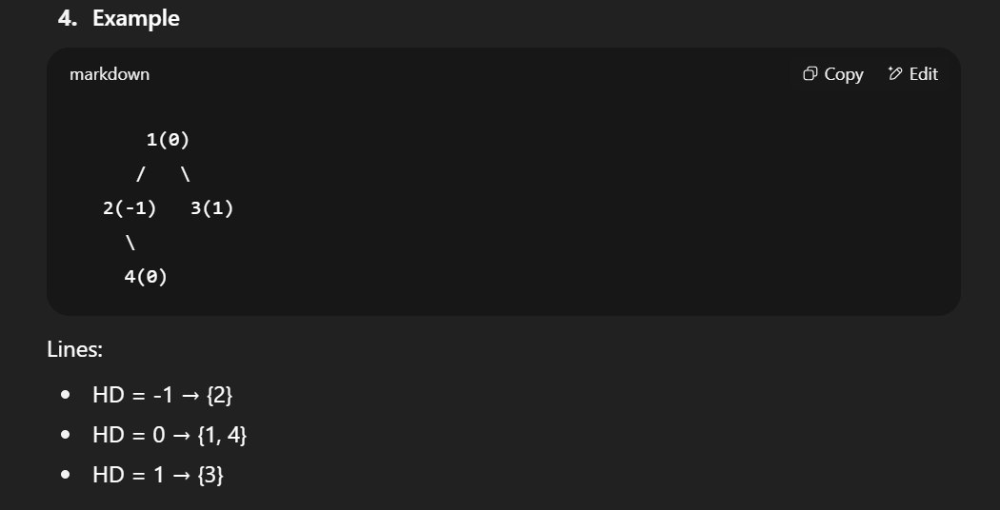 4. Example
markdown
Copy
Edit
1(0)
/ \
2(-1) 3(1)
\
4(0)
Lines:
• HD = -1 → {2}
• HD = 0 → {1, 4}
• HD = 1 → {3}